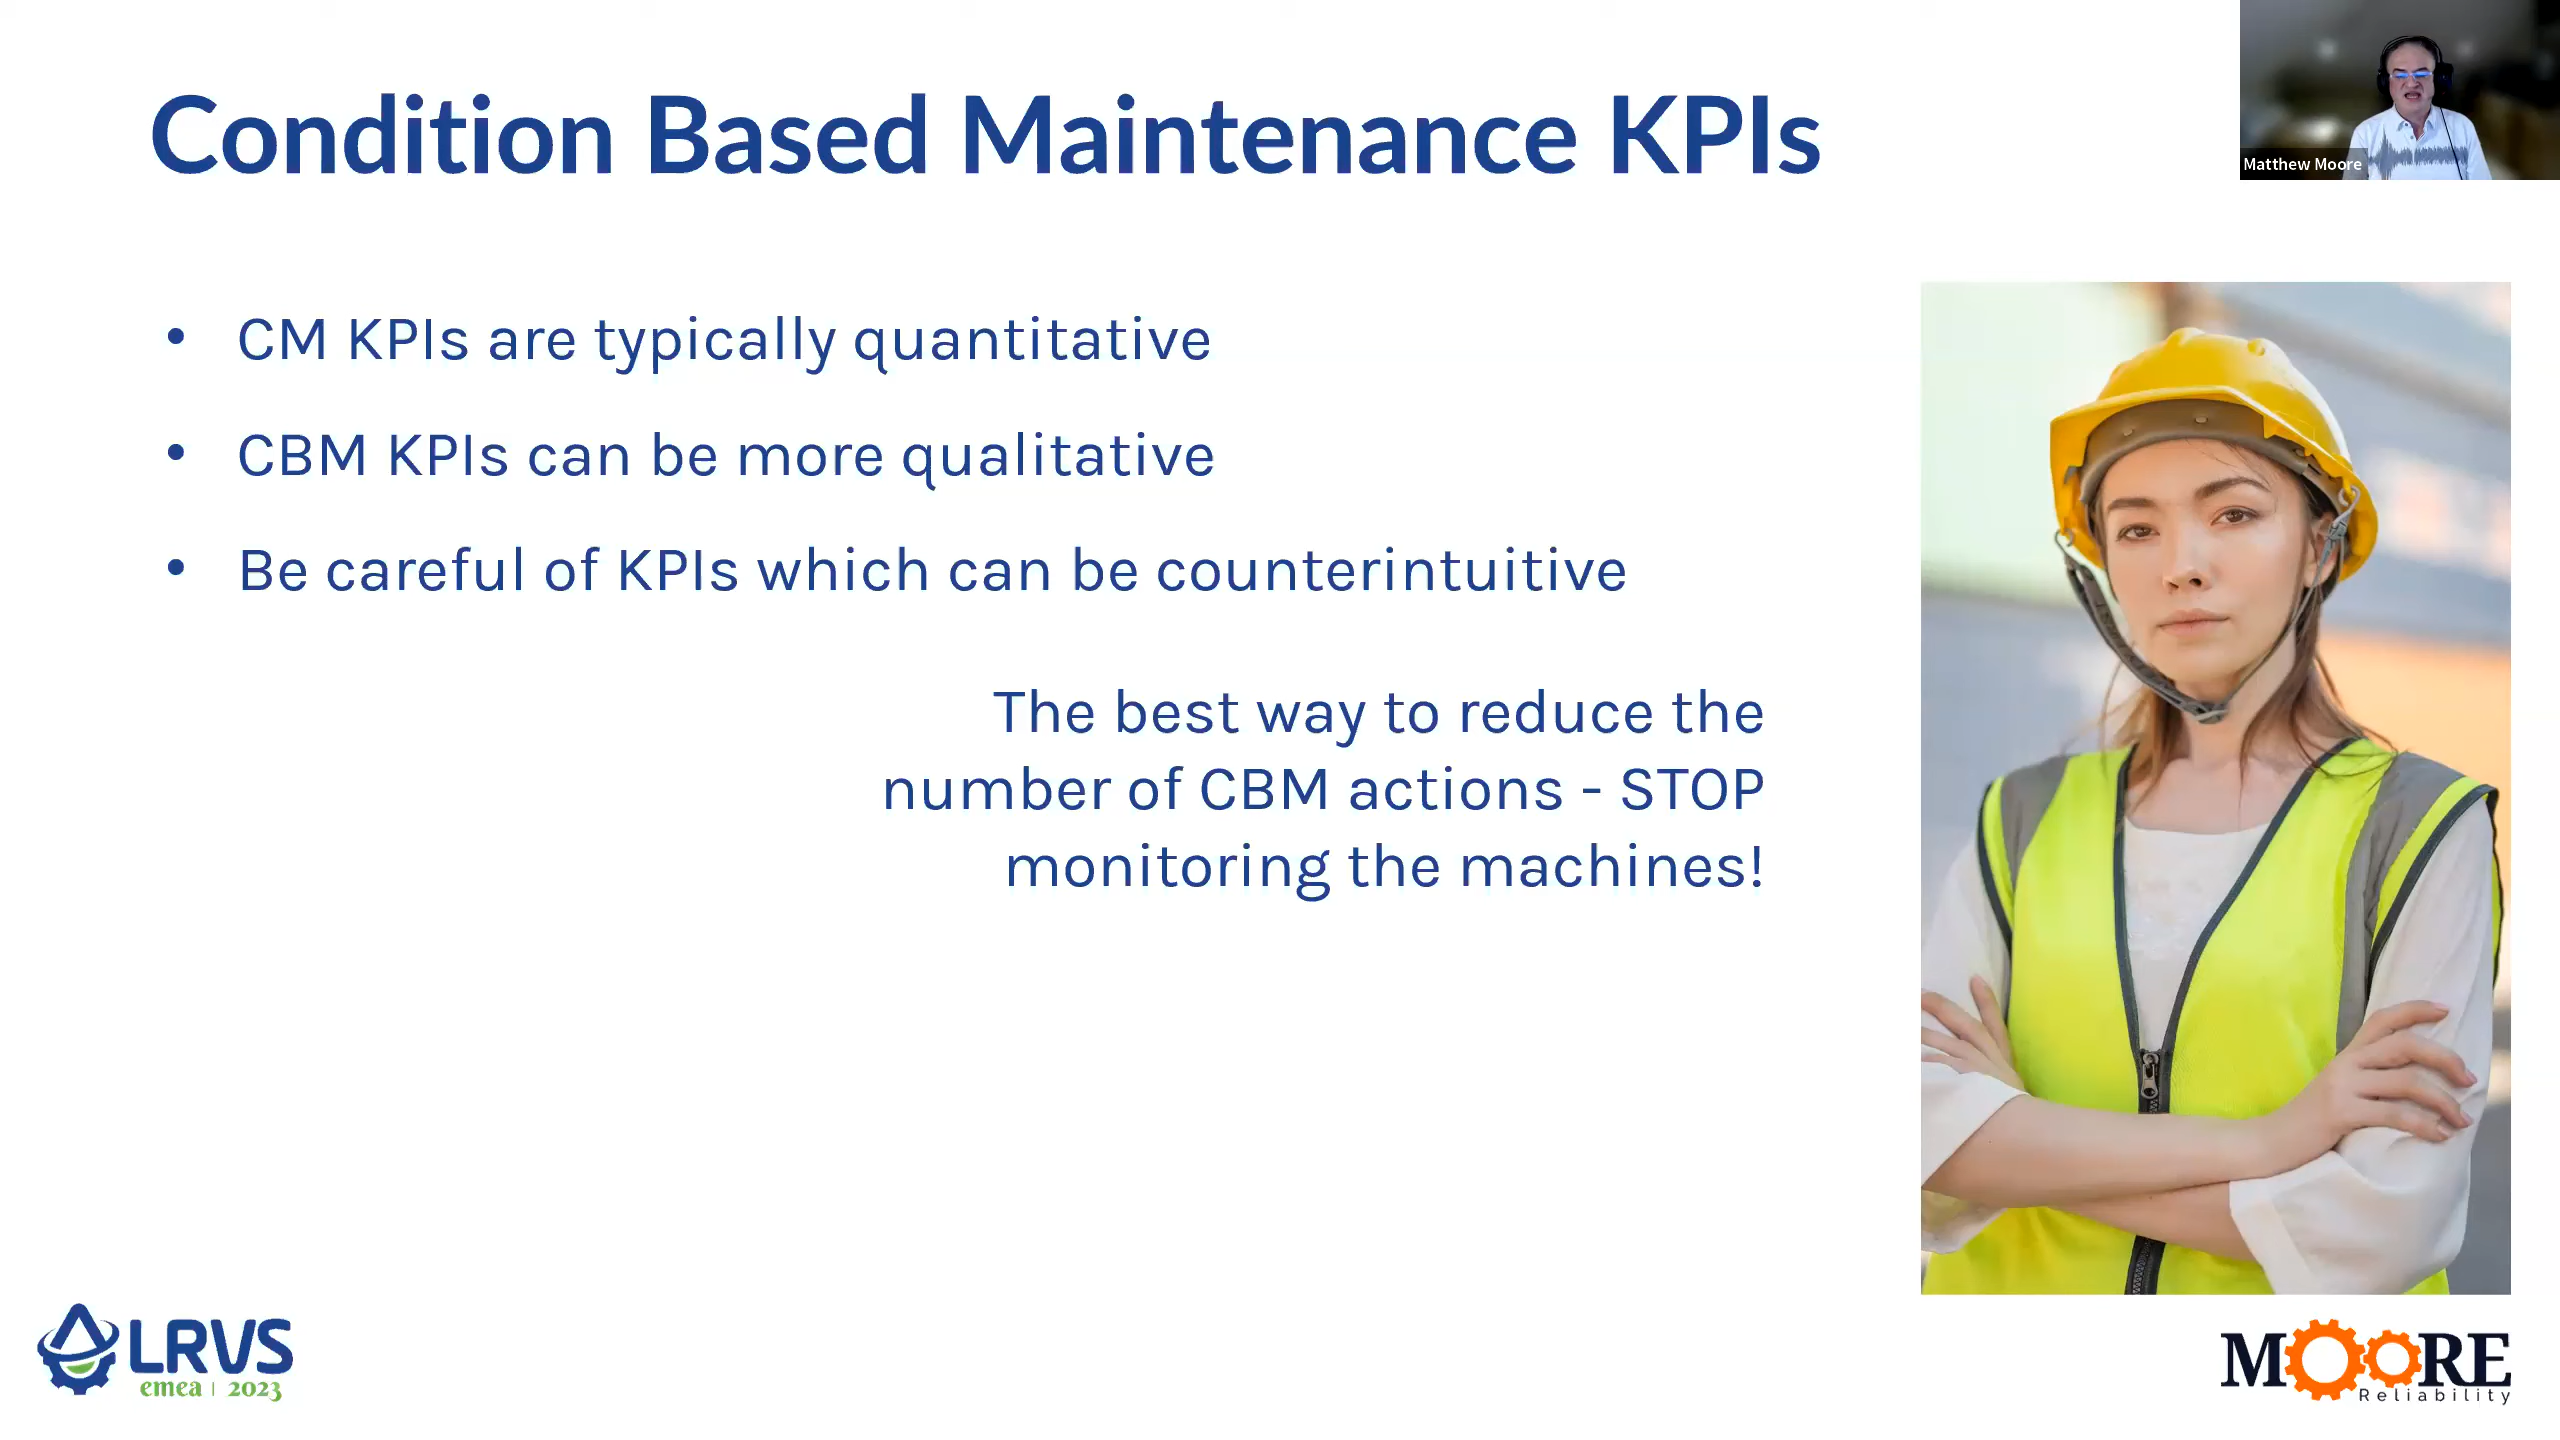 Condition Based Maintenance KPIs
Matthew Moore
• CM KPIs are typically quantitative
• CBM KPIs can be more qualitative
• Be careful of KPIs which can be counterintuitive
The best way to reduce the
number of CBM actions - STOP
monitoring the machines!
LRVS
emea | 2023
MOORE
Reliability